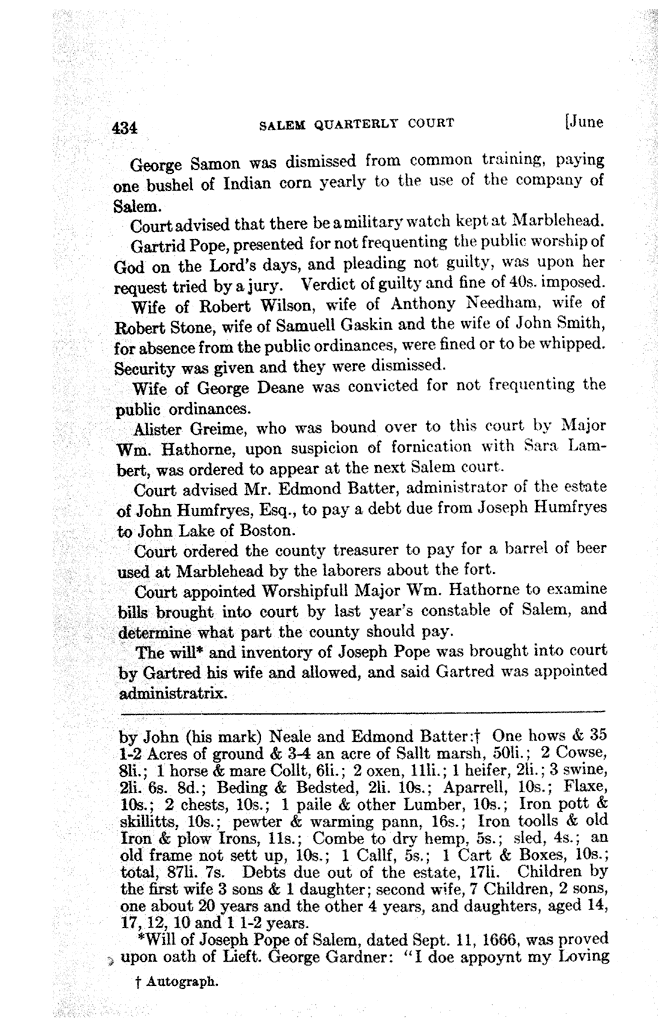 434 SALEM QUARTERLY COURT [June
George Samon was dismissed from common training, paying
one bushel of Indian corn yearly to the use of the company of
Salem.
Court advised that there be a military watch kept at Marblehead.
Gartrid Pope, presented for not frequenting the public worship of
God on the Lord's days, and pleading not guilty, was upon her
request tried by a jury. Verdict of guilty and fine of 40s. imposed.
Wife of Robert Wilson, wife of Anthony Needham, wife of
Robert Stone, wife of Samuell Gaskin and the wife of John Smith,
for absence from the public ordinances, were fined or to be whipped.
Security was given and they were dismissed.
Wife of George Deane was convicted for not frequenting the
public ordinances.
Alister Greime, who was bound over to this court by Major
Wm. Hathorne, upon suspicion of fornication with Sara Lam-
bert, was ordered to appear at the next Salem court.
Court advised Mr. Edmond Batter, administrator of the estate
of John Humfryes, Esq., to pay a debt due from Joseph Humfryes
to John Lake of Boston.
Court ordered the county treasurer to pay for a barrel of beer
used at Marblehead by the laborers about the fort.
Court appointed Worshipfull Major Wm. Hathorne to examine
bills brought into court by last year's constable of Salem, and
determine what part the county should pay.
The will* and inventory of Joseph Pope was brought into court
by Gartred his wife and allowed, and said Gartred was appointed
administratrix.
by John (his mark) Neale and Edmond Batter:† One hows & 35
1-2 Acres of ground & 3-4 an acre of Sallt marsh, 50li.; 2 Cowse,
8li.; 1 horse & mare Collt, 6li.; 2 oxen, 11li.; 1 heifer, 2li.; 3 swine,
2li. 6s. 8d.; Beding & Bedsted, 2li. 10s.; Aparrell, 10s.; Flaxe,
10s.; 2 chests, 10s.; 1 paile & other Lumber, 10s.; Iron pott &
skillitts, 10s.; pewter & warming pann, 16s.; Iron toolls & old
Iron & plow Irons, 11s.; Combe to dry hemp, 5s.; sled, 4s.; an
old frame not sett up, 10s.; 1 Callf, 5s.; 1 Cart & Boxes, 10s.;
total, 87li. 7s. Debts due out of the estate, 17li. Children by
the first wife 3 sons & 1 daughter; second wife, 7 Children, 2 sons,
one about 20 years and the other 4 years, and daughters, aged 14,
17, 12, 10 and 1 1-2 years.
*Will of Joseph Pope of Salem, dated Sept. 11, 1666, was proved
upon oath of Lieft. George Gardner: "I doe appoynt my Loving
† Autograph.